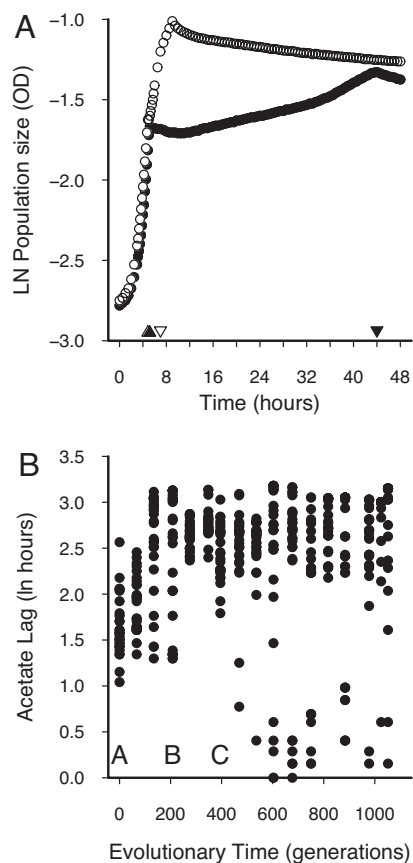 A
LN Population size (OD)
−1.0
−1.5
−2.0
−2.5
−3.0
0 8 16 24 32 40 48
Time (hours)
B
Acetate Lag (ln hours)
3.5
3.0
2.5
2.0
1.5
1.0
0.5
0.0
A B C
0 200 400 600 800 1000
Evolutionary Time (generations)